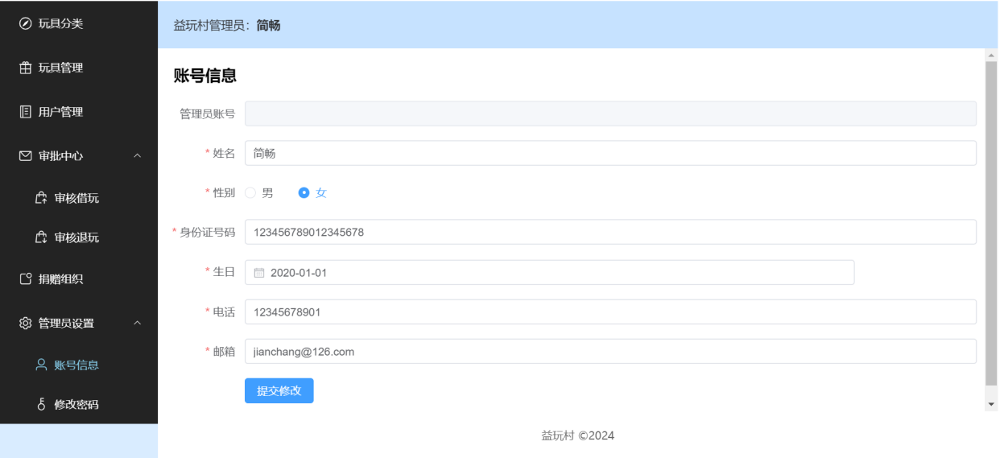 玩具分类
玩具管理
用户管理
审批中心
审核借玩
审核退玩
捐赠组织
管理员设置
账号信息
修改密码
益玩村管理员：简畅
账号信息
管理员账号
* 姓名 简畅
* 性别 男 女
* 身份证号码 123456789012345678
* 生日 2020-01-01
* 电话 12345678901
* 邮箱 jianchang@126.com
提交修改
益玩村 ©2024